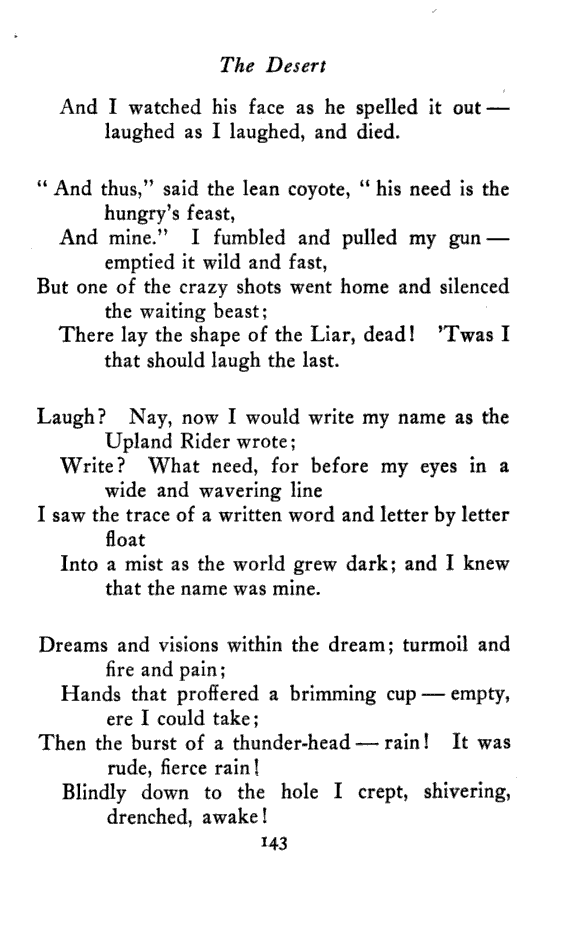 The Desert
And I watched his face as he spelled it out —
laughed as I laughed, and died.
“ And thus,” said the lean coyote, “ his need is the
hungry's feast,
And mine.” I fumbled and pulled my gun —
emptied it wild and fast,
But one of the crazy shots went home and silenced
the waiting beast;
There lay the shape of the Liar, dead! 'Twas I
that should laugh the last.
Laugh? Nay, now I would write my name as the
Upland Rider wrote;
Write? What need, for before my eyes in a
wide and wavering line
I saw the trace of a written word and letter by letter
float
Into a mist as the world grew dark; and I knew
that the name was mine.
Dreams and visions within the dream; turmoil and
fire and pain;
Hands that proffered a brimming cup — empty,
ere I could take;
Then the burst of a thunder-head — rain! It was
rude, fierce rain!
Blindly down to the hole I crept, shivering,
drenched, awake!
143